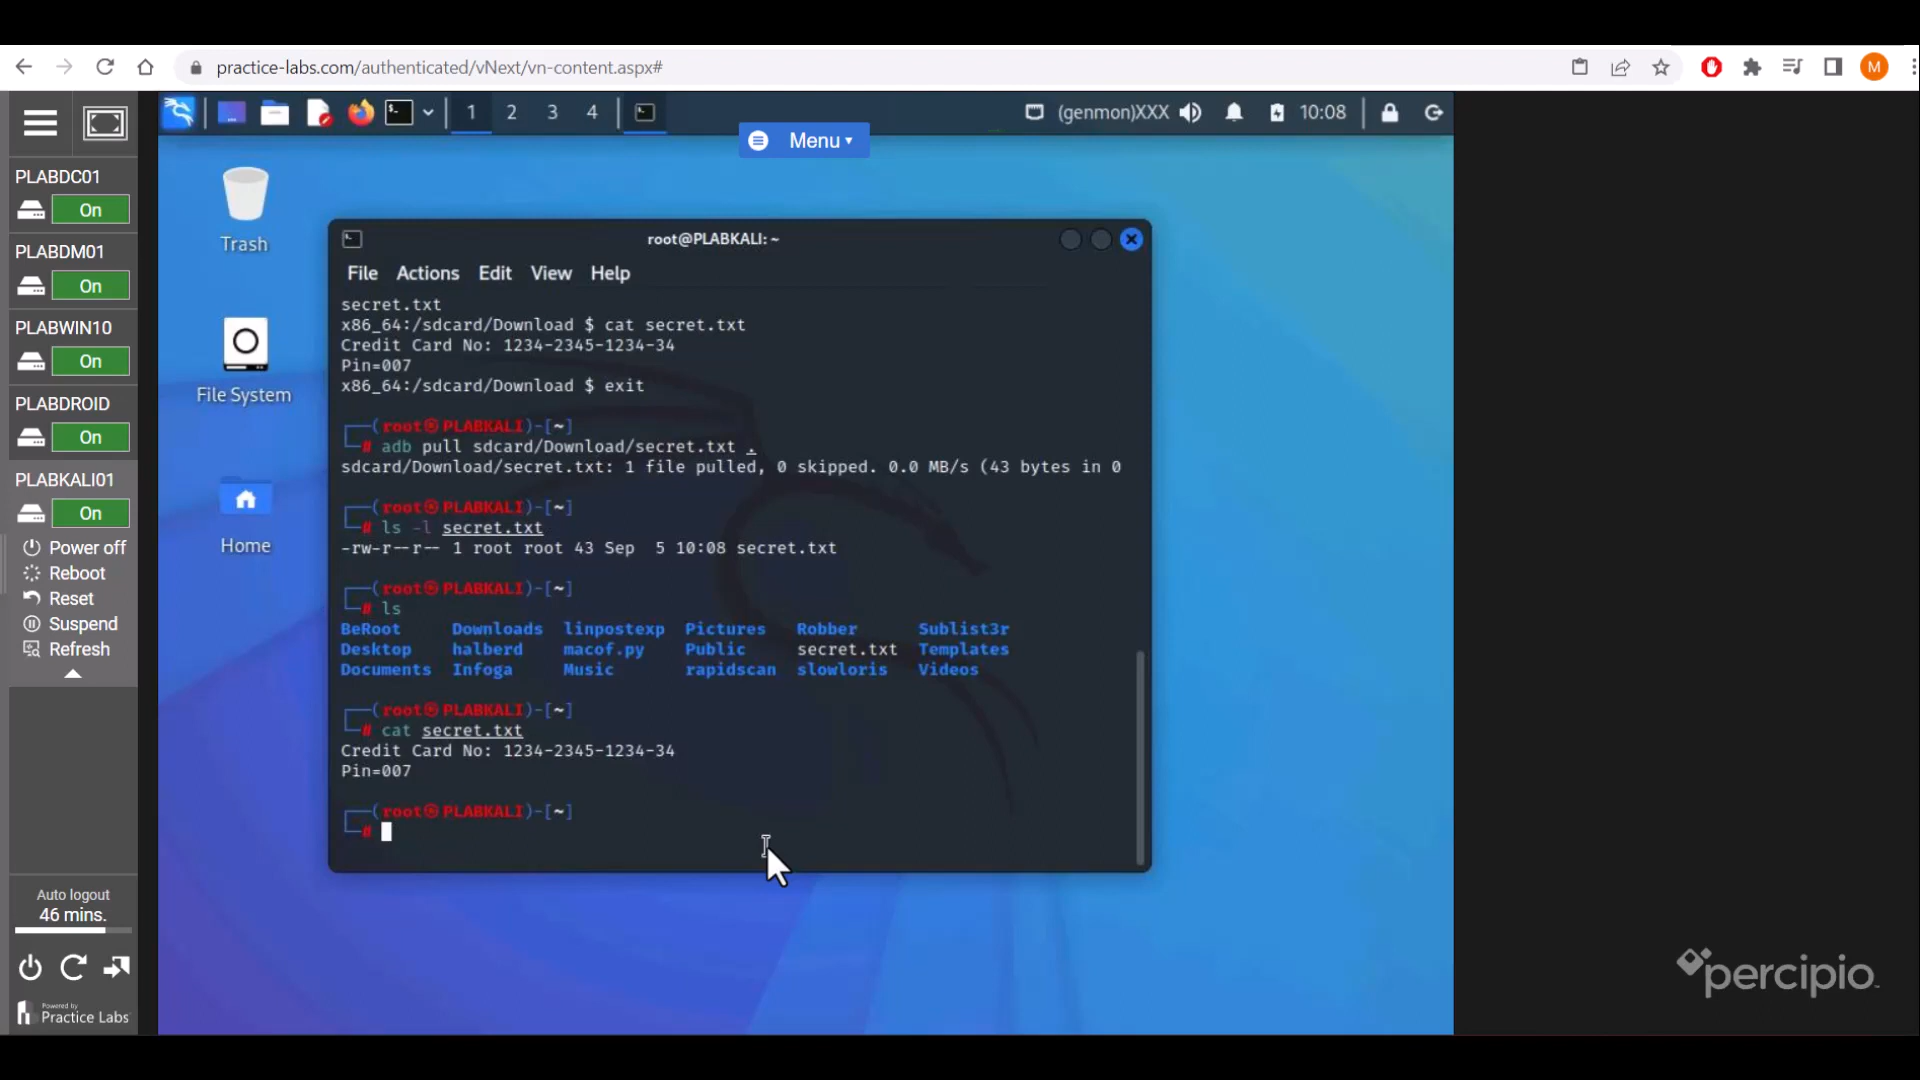 practice-labs.com/authenticated/vNext/vn-content.aspx#
M
1 2 3 4
(genmon)XXX
10:08
Menu
PLABDC01
On
PLABDM01
On
PLABWIN10
On
PLABDROID
On
PLABKALI01
On
Power off
Reboot
Reset
Suspend
Refresh
Auto logout
46 mins.
Powered by
Practice Labs
Trash
File System
Home
root@PLABKALI: ~
File Actions Edit View Help
secret.txt
x86_64:/sdcard/Download $ cat secret.txt
Credit Card No: 1234-2345-1234-34
Pin=007
x86_64:/sdcard/Download $ exit
┌──(root㉿PLABKALI)-[~]
└─# adb pull sdcard/Download/secret.txt .
sdcard/Download/secret.txt: 1 file pulled, 0 skipped. 0.0 MB/s (43 bytes in 0
┌──(root㉿PLABKALI)-[~]
└─# ls -l secret.txt
-rw-r--r-- 1 root root 43 Sep  5 10:08 secret.txt
┌──(root㉿PLABKALI)-[~]
└─# ls
BeRoot Downloads linpostexp Pictures Robber Sublist3r
Desktop halberd macof.py Public secret.txt Templates
Documents Infoga Music rapidscan slowloris Videos
┌──(root㉿PLABKALI)-[~]
└─# cat secret.txt
Credit Card No: 1234-2345-1234-34
Pin=007
┌──(root㉿PLABKALI)-[~]
└─#
percipio